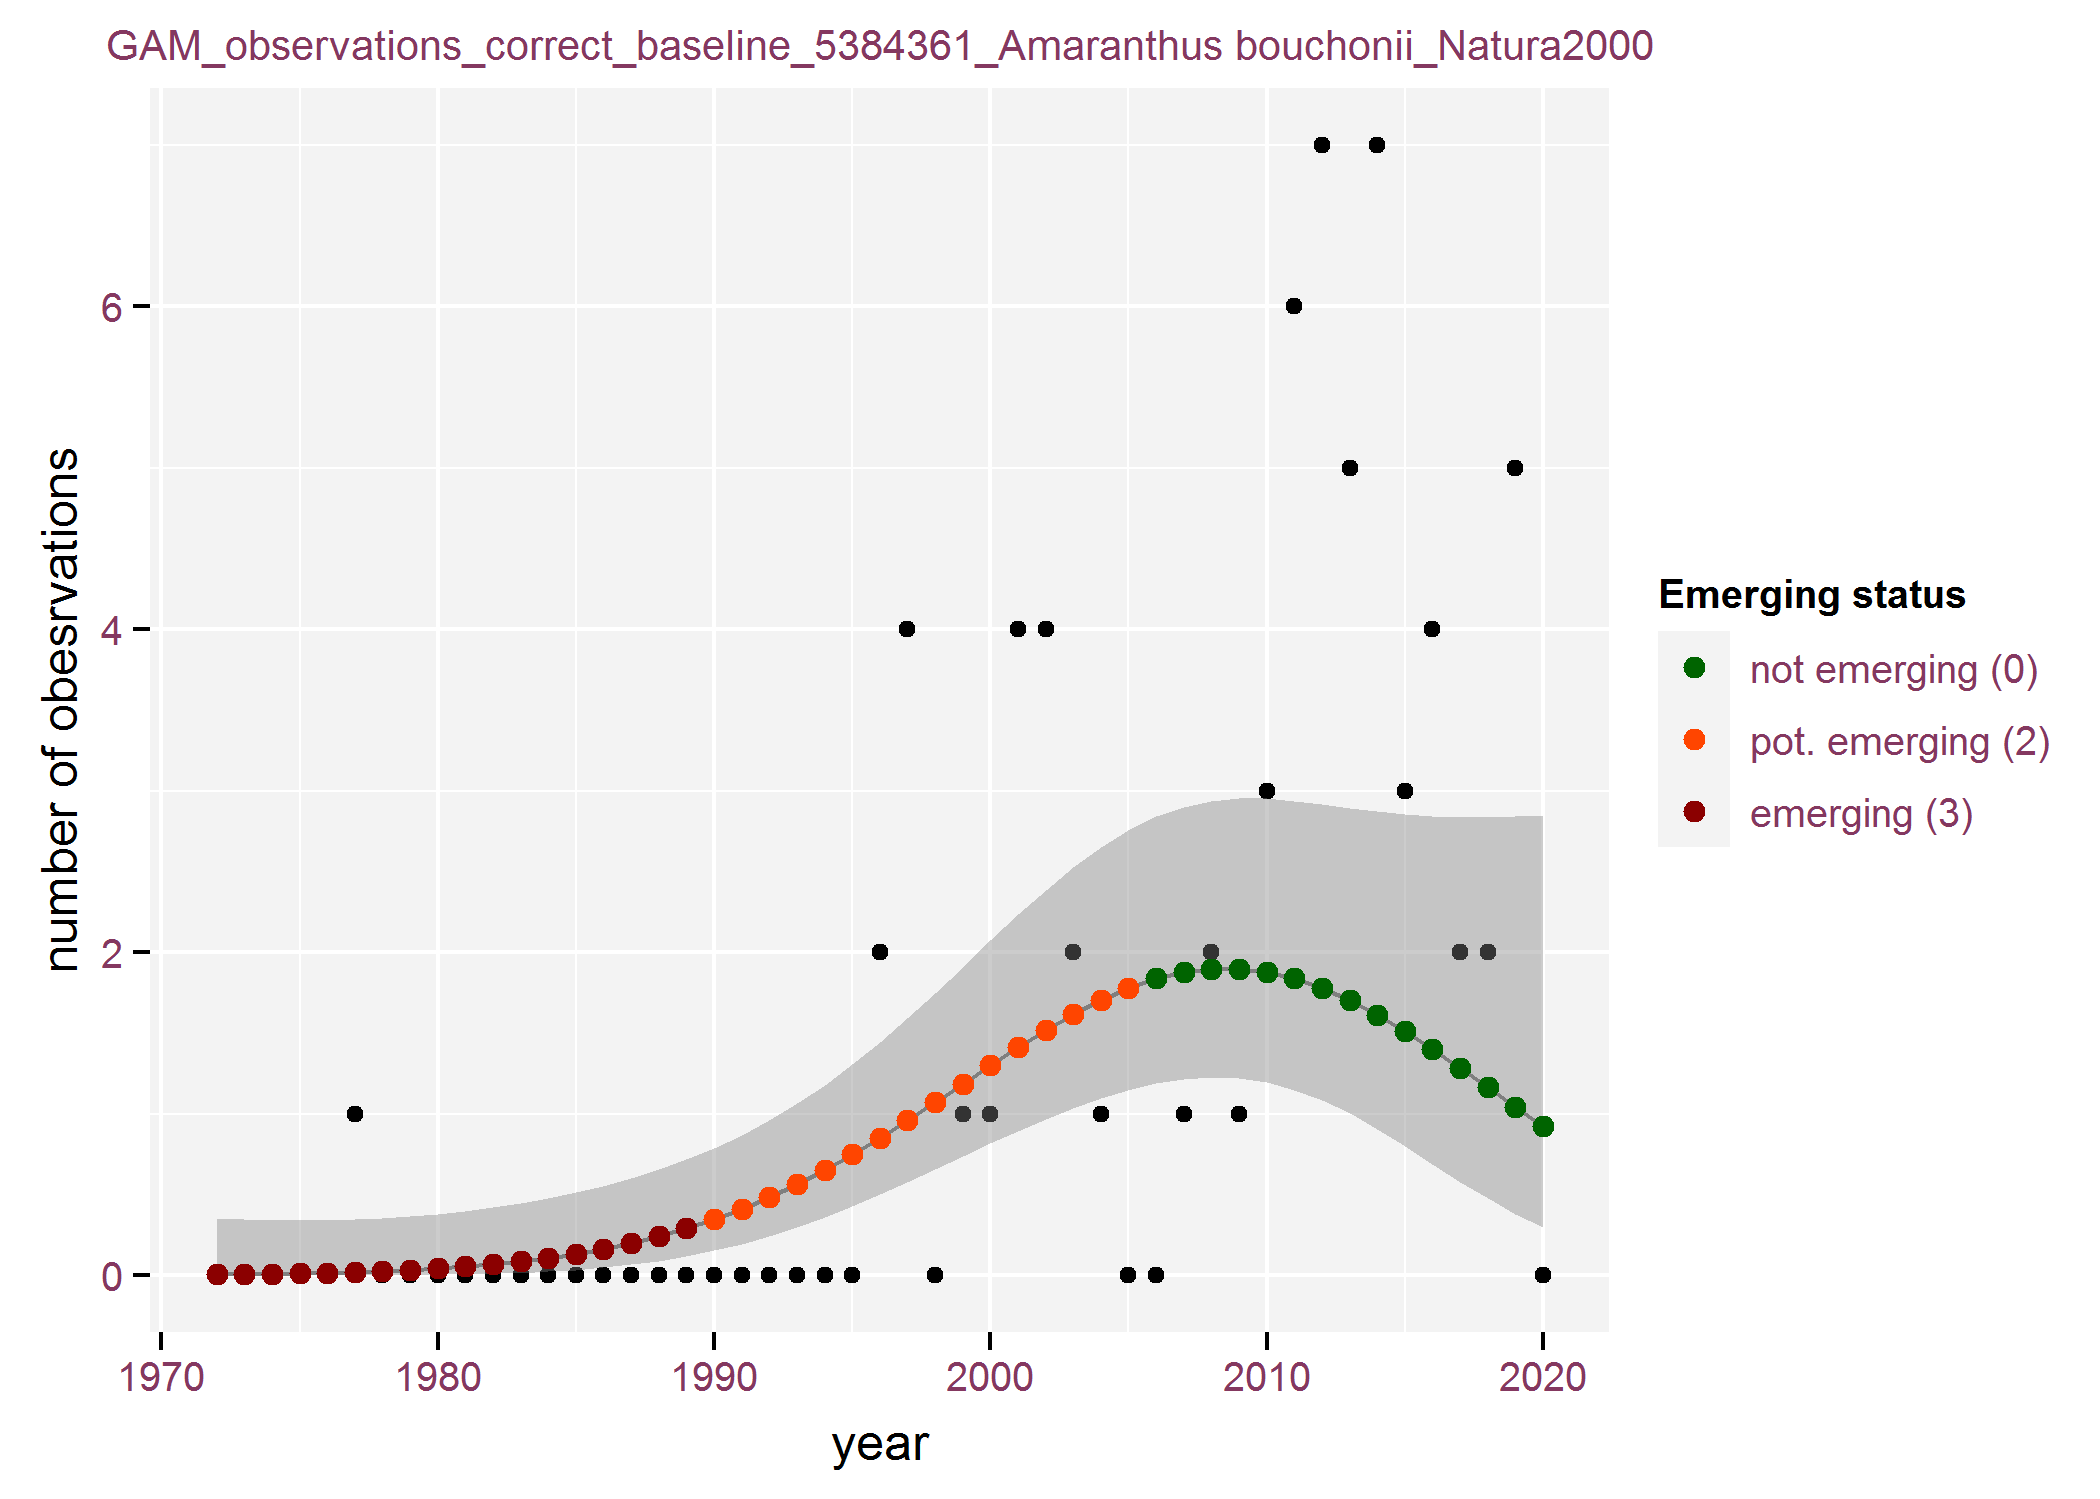 GAM_observations_correct_baseline_5384361_Amaranthus bouchonii_Natura2000
number of obesrvations
6
4
2
0
1970 1980 1990 2000 2010 2020
year
Emerging status
not emerging (0)
pot. emerging (2)
emerging (3)